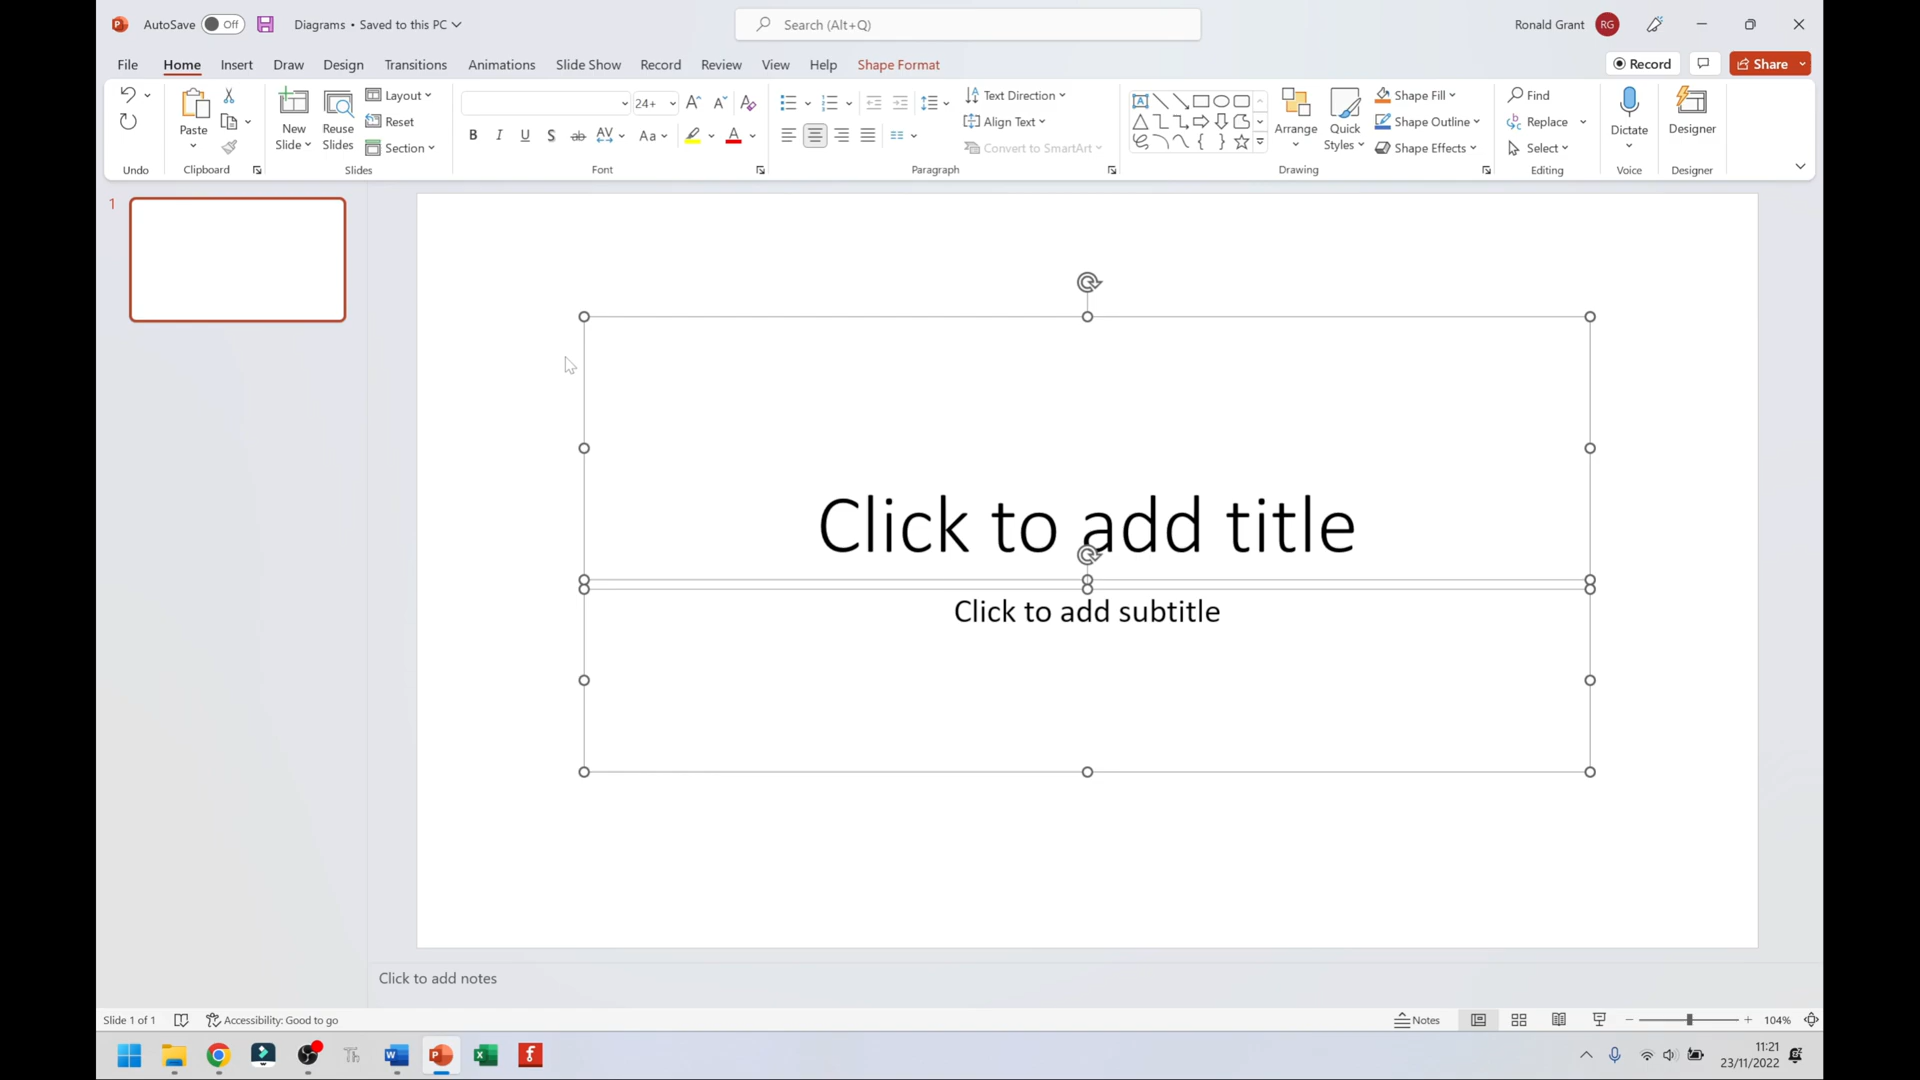 AutoSave Off Diagrams • Saved to this PC Search (Alt+Q) Ronald Grant RG
File Home Insert Draw Design Transitions Animations Slide Show Record Review View Help Shape Format Record Share
Undo
Paste
Clipboard
New Slide
Reuse Slides
Layout
Reset
Section
Slides
24+
B I U S ab AV Aa A
Font
Text Direction
Align Text
Convert to SmartArt
Paragraph
Arrange
Quick Styles
Shape Fill
Shape Outline
Shape Effects
Drawing
Find
Replace
Select
Editing
Dictate
Voice
Designer
Designer
1
Click to add title
Click to add subtitle
Click to add notes
Slide 1 of 1 Accessibility: Good to go Notes 104%
11:21
23/11/2022